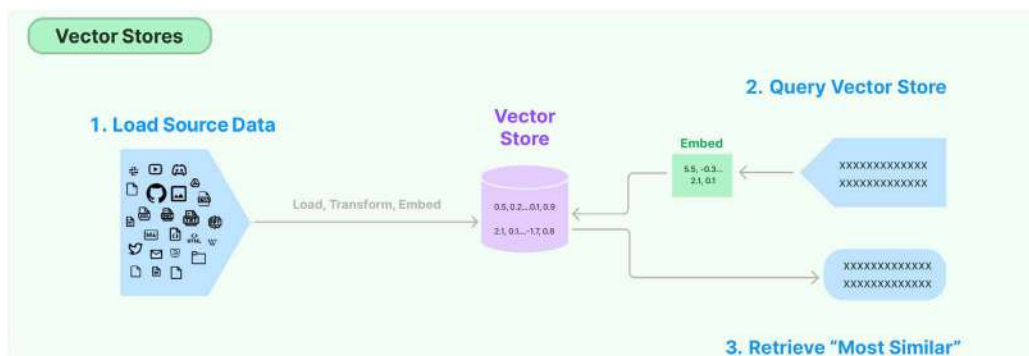 Vector Stores
2. Query Vector Store
1. Load Source Data
Vector
Store
Embed
5.5, -0.3...
2.1, 0.1
XXXXXXXXXXXXX
XXXXXXXXXXXXX
Load, Transform, Embed
0.5, 0.2...0.1, 0.9
2.1, 0.1...-1.7, 0.8
XXXXXXXXXXXXX
XXXXXXXXXXXXX
3. Retrieve “Most Similar”